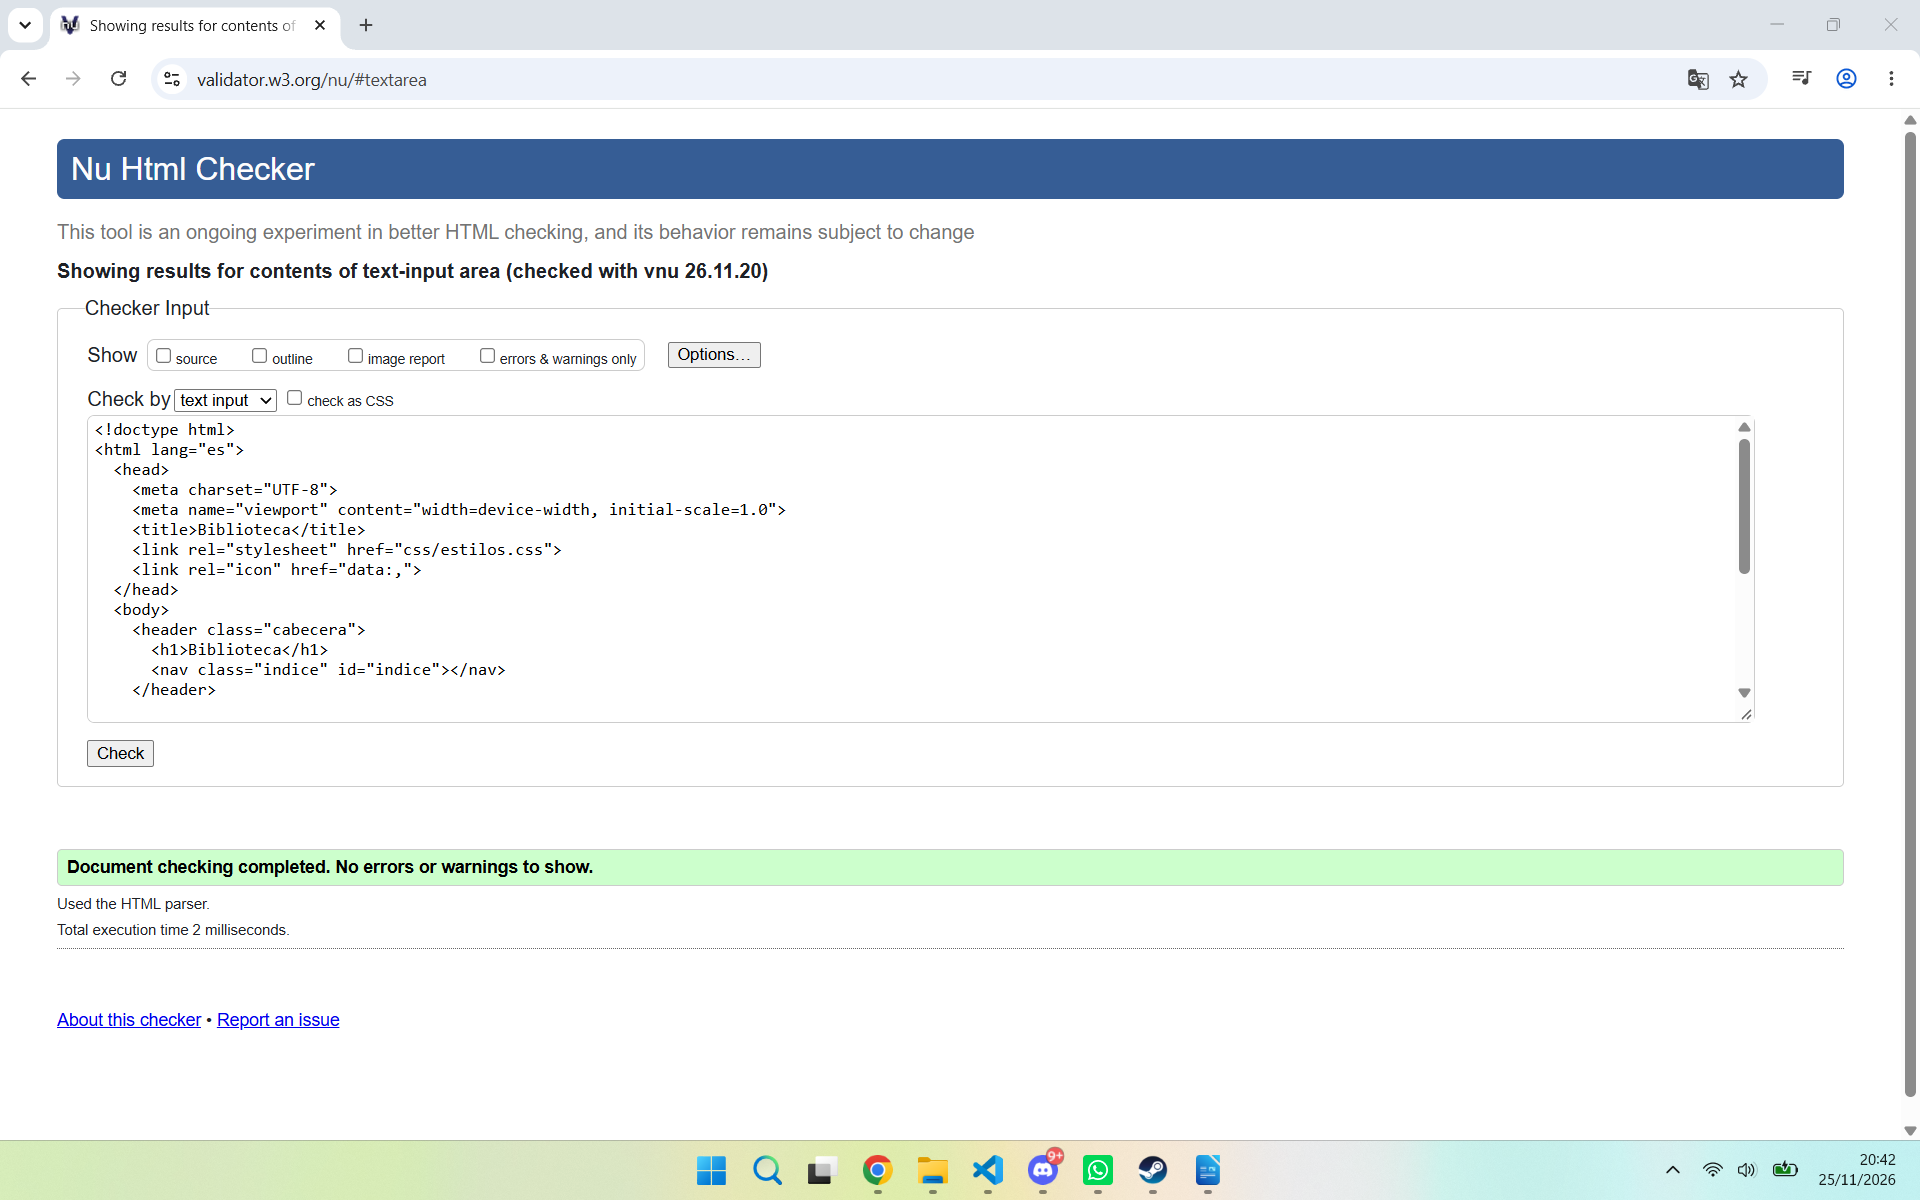 Showing results for contents of
validator.w3.org/nu/#textarea
Nu Html Checker
This tool is an ongoing experiment in better HTML checking, and its behavior remains subject to change
Showing results for contents of text-input area (checked with vnu 26.11.20)
Checker Input
Show source outline image report errors & warnings only Options...
Check by text input check as CSS
<!doctype html>
<html lang="es">
  <head>
    <meta charset="UTF-8">
    <meta name="viewport" content="width=device-width, initial-scale=1.0">
    <title>Biblioteca</title>
    <link rel="stylesheet" href="css/estilos.css">
    <link rel="icon" href="data:,">
  </head>
  <body>
    <header class="cabecera">
      <h1>Biblioteca</h1>
      <nav class="indice" id="indice"></nav>
    </header>
Check
Document checking completed. No errors or warnings to show.
Used the HTML parser.
Total execution time 2 milliseconds.
About this checker • Report an issue
9+
20:42
25/11/2026